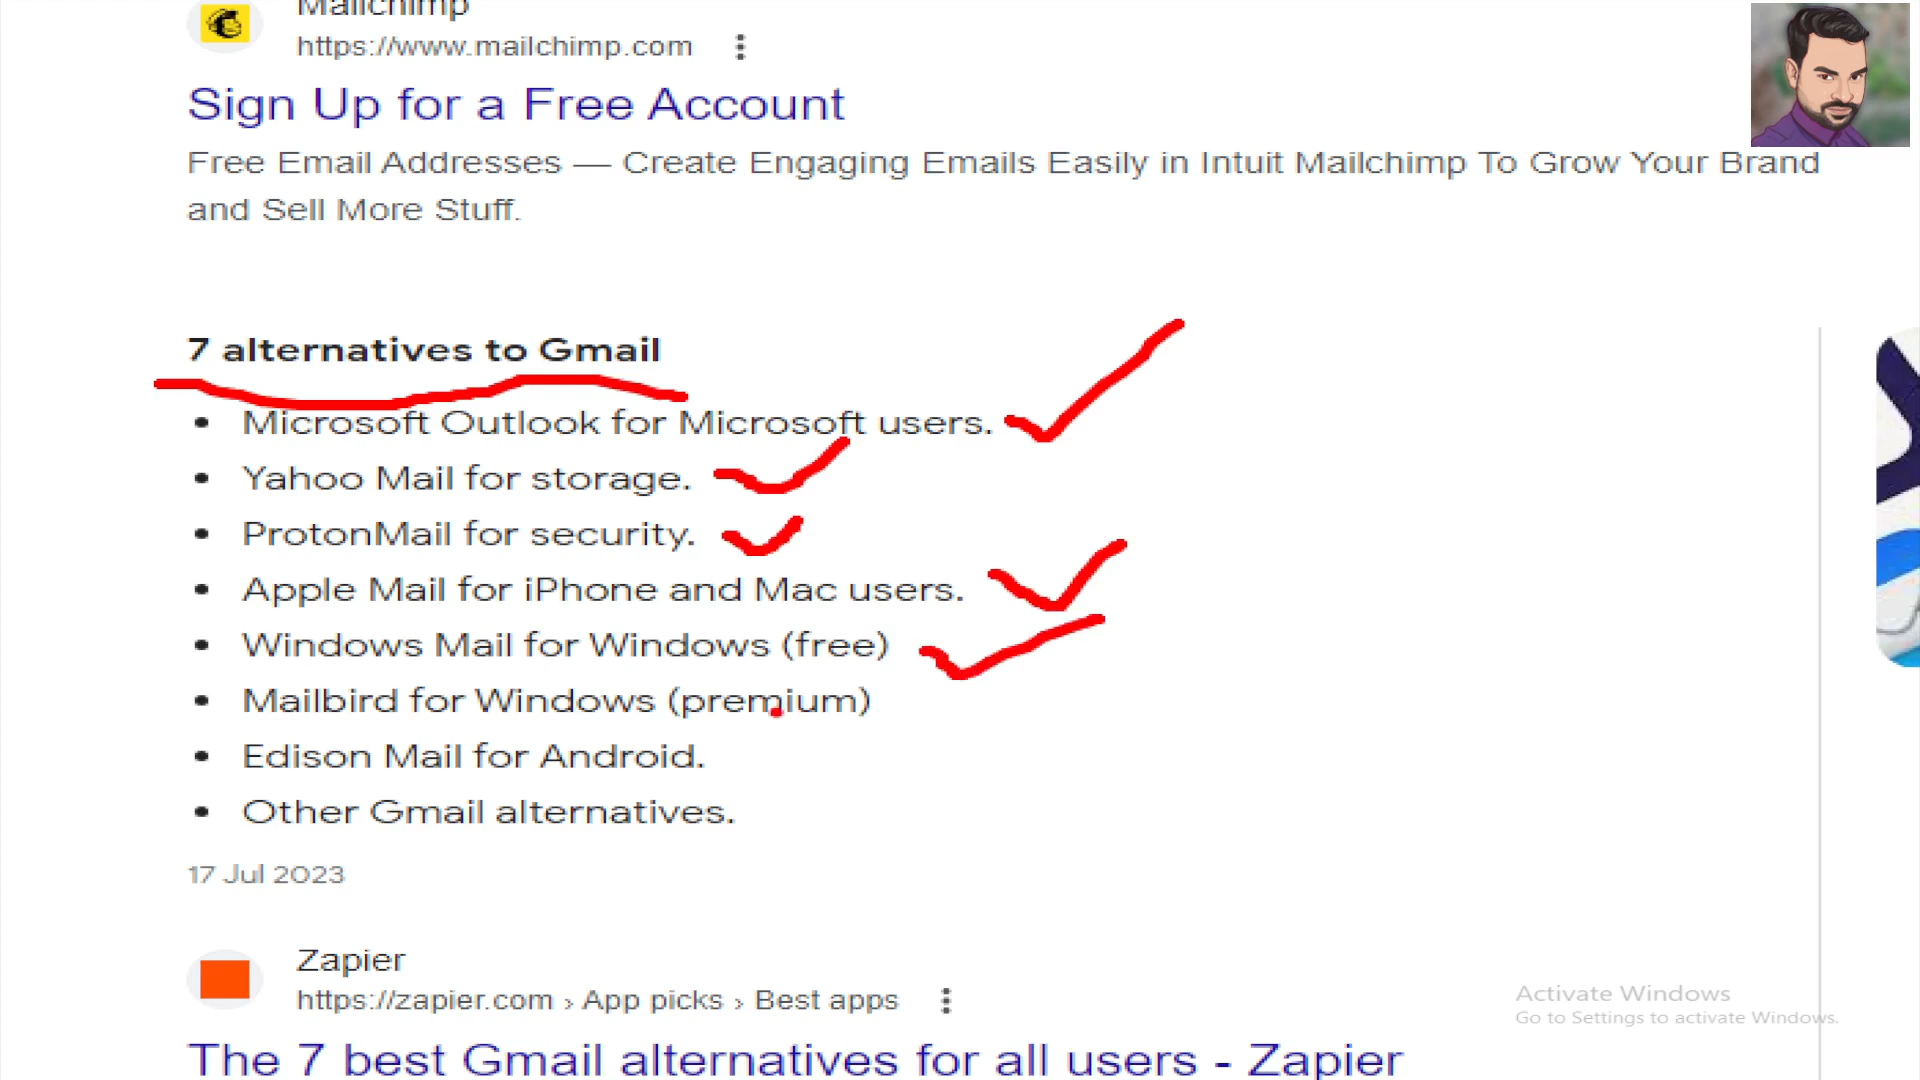 Mailchimp
https://www.mailchimp.com
Sign Up for a Free Account
Free Email Addresses — Create Engaging Emails Easily in Intuit Mailchimp To Grow Your Brand
and Sell More Stuff.
7 alternatives to Gmail
• Microsoft Outlook for Microsoft users.
• Yahoo Mail for storage.
• ProtonMail for security.
• Apple Mail for iPhone and Mac users.
• Windows Mail for Windows (free)
• Mailbird for Windows (premium)
• Edison Mail for Android.
• Other Gmail alternatives.
17 Jul 2023
Zapier
https://zapier.com › App picks › Best apps
Activate Windows
Go to Settings to activate Windows.
The 7 best Gmail alternatives for all users - Zapier